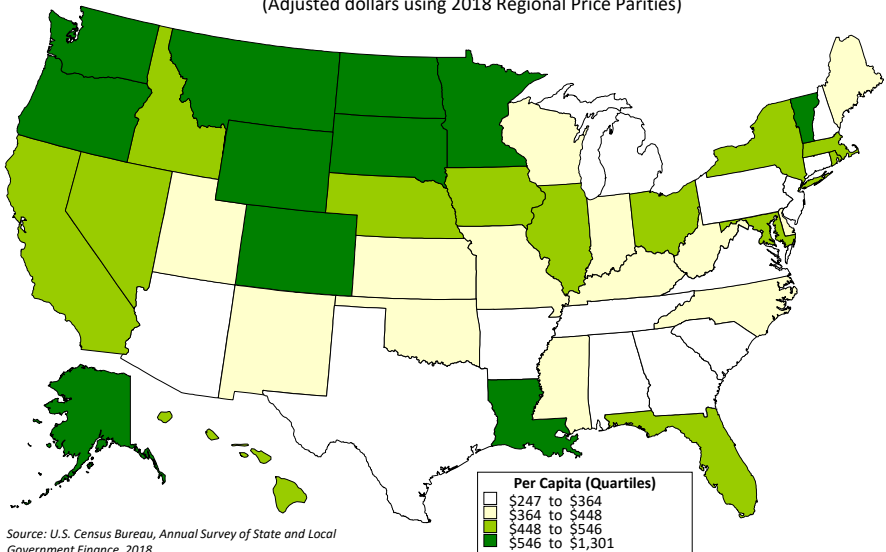 (Adjusted dollars using 2018 Regional Price Parities)
Per Capita (Quartiles)
$247 to $364
$364 to $448
$448 to $546
$546 to $1,301
Source: U.S. Census Bureau, Annual Survey of State and Local
Government Finance, 2018